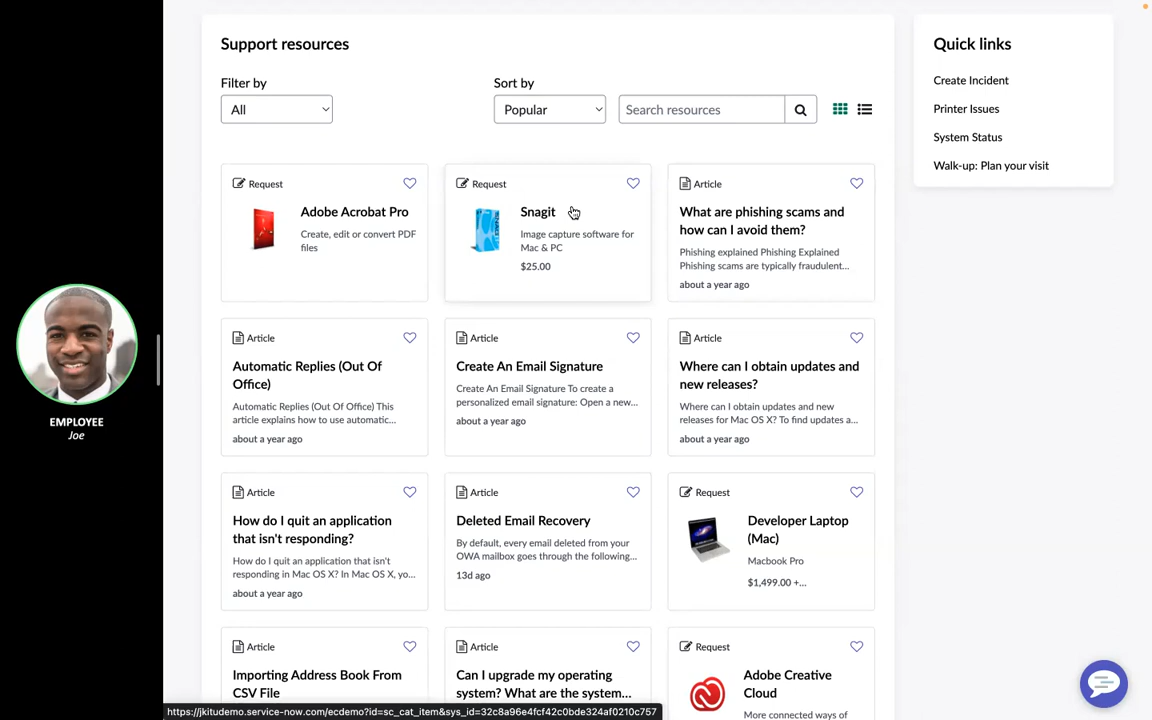 Support resources
Quick links
Filter by
Sort by
All
Popular
Search resources
Create Incident
Printer Issues
System Status
Walk-up: Plan your visit
Request
Adobe Acrobat Pro
Create, edit or convert PDF
files
Request
Snagit
Image capture software for
Mac & PC
$25.00
Article
What are phishing scams and
how can I avoid them?
Phishing explained Phishing Explained
Phishing scams are typically fraudulent...
about a year ago
Article
Automatic Replies (Out Of
Office)
Automatic Replies (Out Of Office) This
article explains how to use automatic...
about a year ago
Article
Create An Email Signature
Create An Email Signature To create a
personalized email signature: Open a new...
about a year ago
Article
Where can I obtain updates and
new releases?
Where can I obtain updates and new
releases for Mac OS X? To find updates a...
about a year ago
EMPLOYEE
Joe
Article
How do I quit an application
that isn't responding?
How do I quit an application that isn't
responding in Mac OS X? In Mac OS X, yo...
about a year ago
Article
Deleted Email Recovery
By default, every email deleted from your
OWA mailbox goes through the following...
13d ago
Request
Developer Laptop
(Mac)
Macbook Pro
$1,499.00 +...
Article
Importing Address Book From
CSV File
Article
Can I upgrade my operating
system? What are the system...
Request
Adobe Creative
Cloud
More connected ways of
https://jkitudemo.service-now.com/ecdemo?id=sc_cat_item&sys_id=32c8a96e4fcf42c0bde324af0210c757